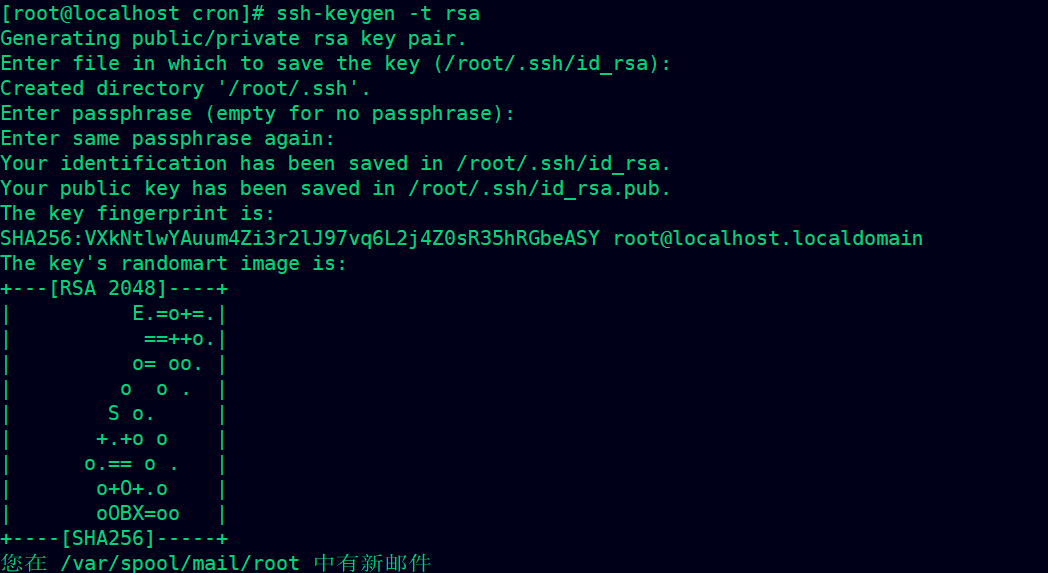 [root@localhost cron]# ssh-keygen -t rsa
Generating public/private rsa key pair.
Enter file in which to save the key (/root/.ssh/id_rsa):
Created directory '/root/.ssh'.
Enter passphrase (empty for no passphrase):
Enter same passphrase again:
Your identification has been saved in /root/.ssh/id_rsa.
Your public key has been saved in /root/.ssh/id_rsa.pub.
The key fingerprint is:
SHA256:VXkNtlwYAuum4Zi3r2lJ97vq6L2j4Z0sR35hRGbeASY root@localhost.localdomain
The key's randomart image is:
+---[RSA 2048]----+
|          E.=o+=.|
|           ==++o.|
|          o= oo. |
|         o  o .  |
|        S o.     |
|       +.+o o    |
|      o.== o .   |
|       o+O+.o    |
|       oOBX=oo   |
+----[SHA256]-----+
您在 /var/spool/mail/root 中有新邮件